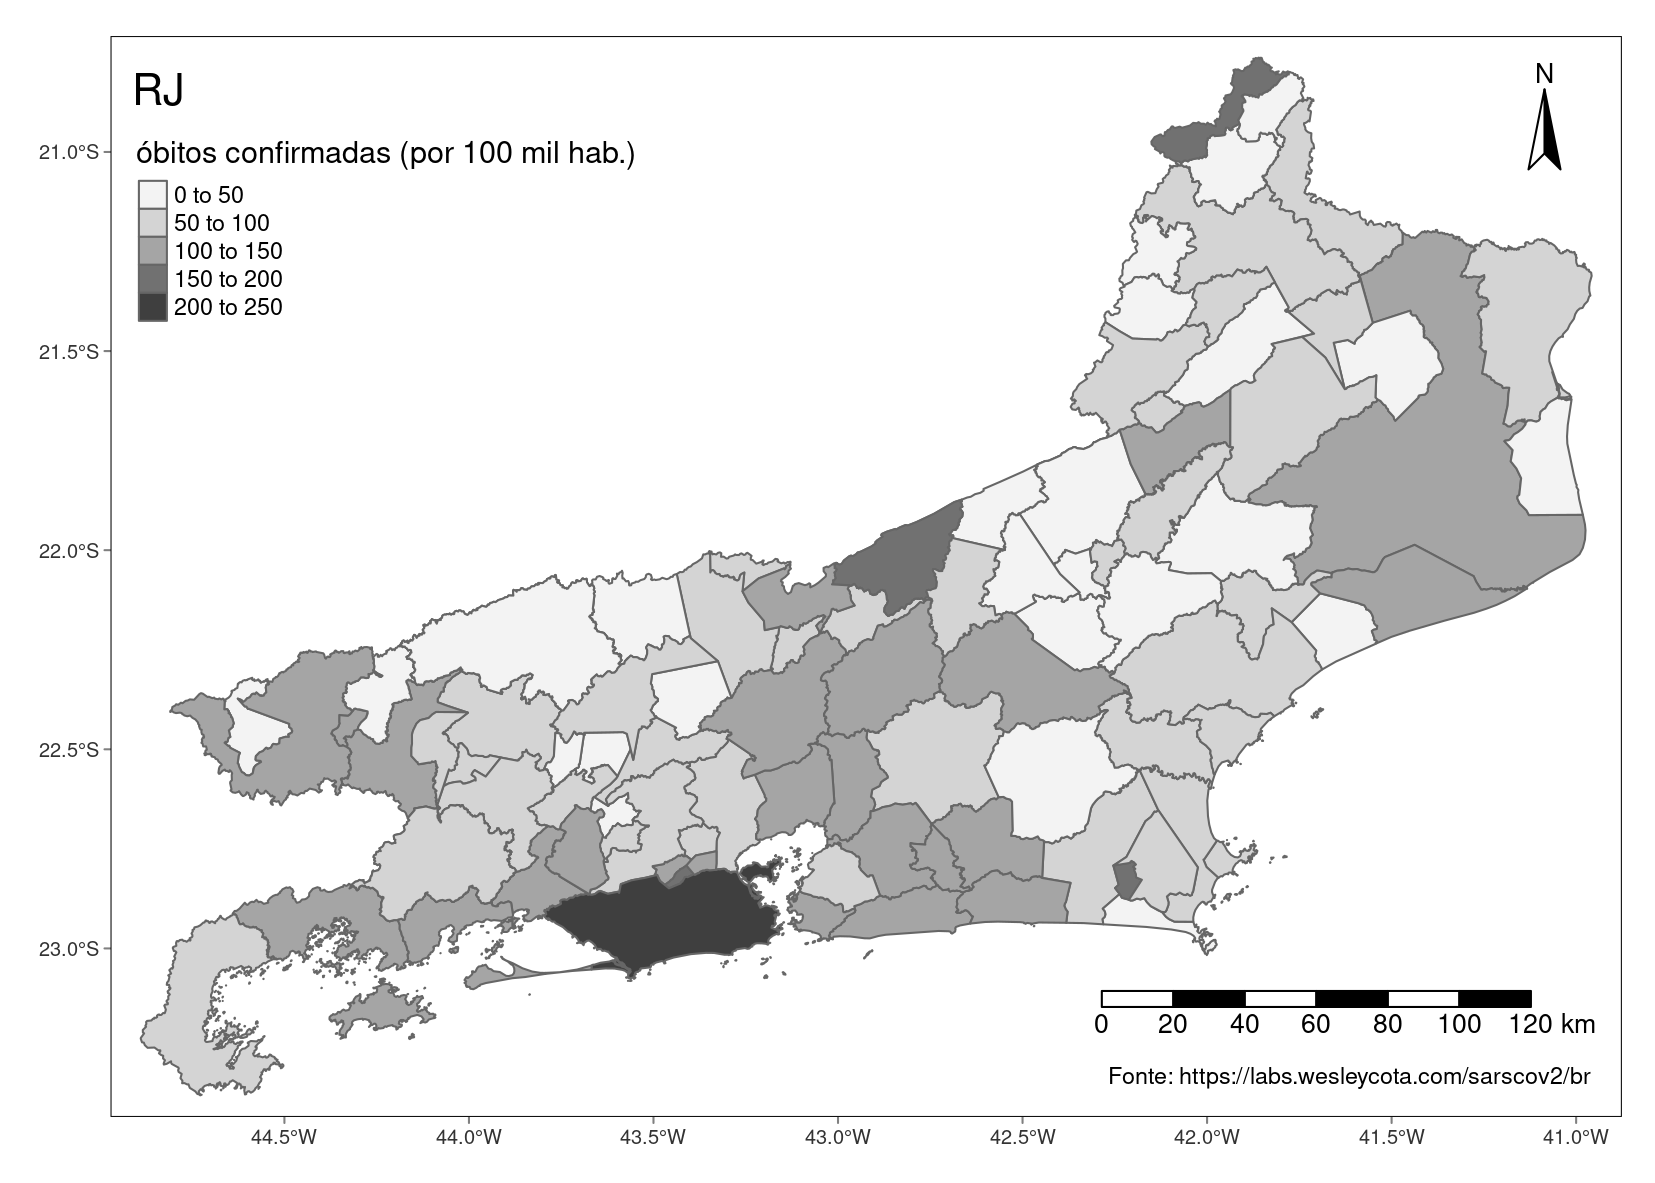 RJ
N
óbitos confirmadas (por 100 mil hab.)
0 to 50
50 to 100
100 to 150
150 to 200
200 to 250
21.0°S
21.5°S
22.0°S
22.5°S
23.0°S
0 20 40 60 80 100 120 km
Fonte: https://labs.wesleycota.com/sarscov2/br
44.5°W 44.0°W 43.5°W 43.0°W 42.5°W 42.0°W 41.5°W 41.0°W